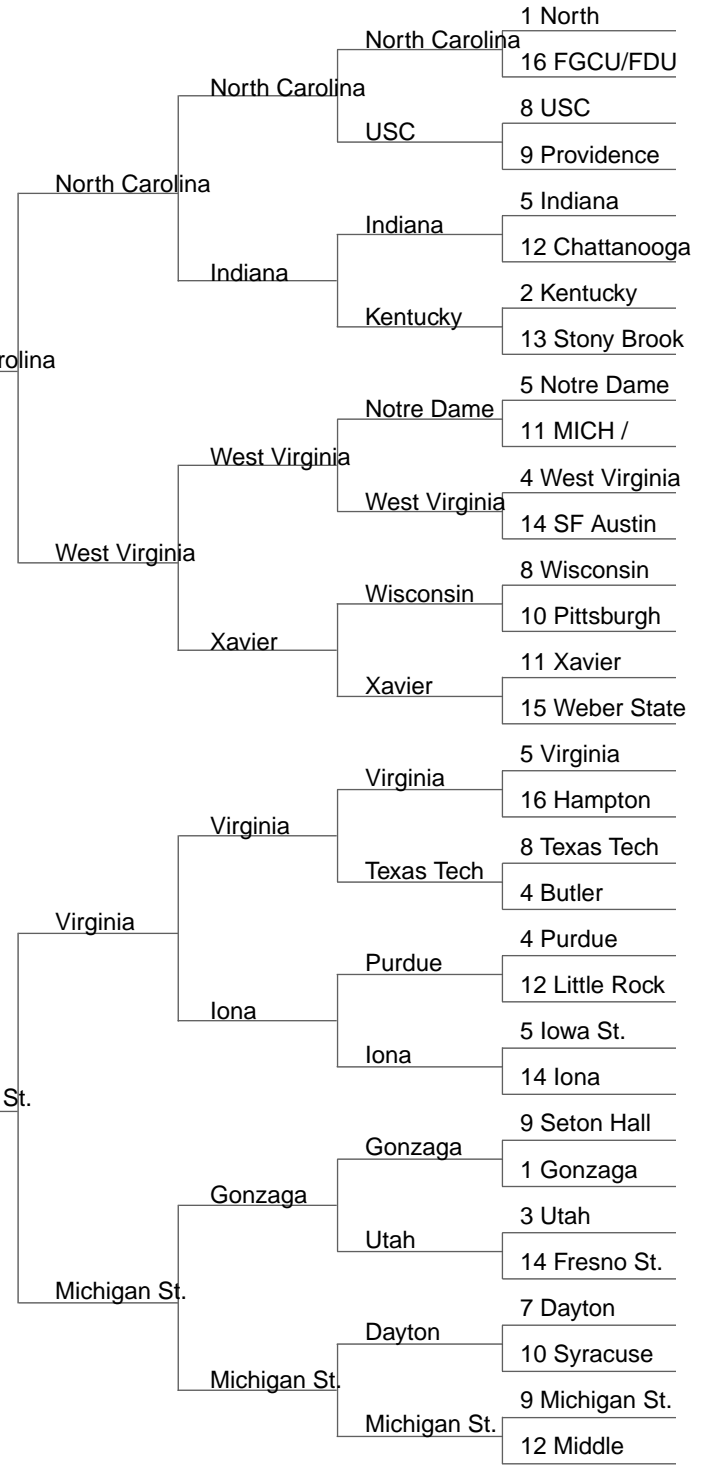 1 North
North Carolina
16 FGCU/FDU
North Carolina
8 USC
USC
9 Providence
North Carolina
5 Indiana
Indiana
12 Chattanooga
Indiana
2 Kentucky
Kentucky
13 Stony Brook
rolina
5 Notre Dame
Notre Dame
11 MICH /
West Virginia
4 West Virginia
West Virginia
14 SF Austin
West Virginia
8 Wisconsin
Wisconsin
10 Pittsburgh
Xavier
11 Xavier
Xavier
15 Weber State
5 Virginia
Virginia
16 Hampton
Virginia
8 Texas Tech
Texas Tech
4 Butler
Virginia
4 Purdue
Purdue
12 Little Rock
Iona
5 Iowa St.
Iona
14 Iona
St.
9 Seton Hall
Gonzaga
1 Gonzaga
Gonzaga
3 Utah
Utah
14 Fresno St.
Michigan St.
7 Dayton
Dayton
10 Syracuse
Michigan St.
9 Michigan St.
Michigan St.
12 Middle